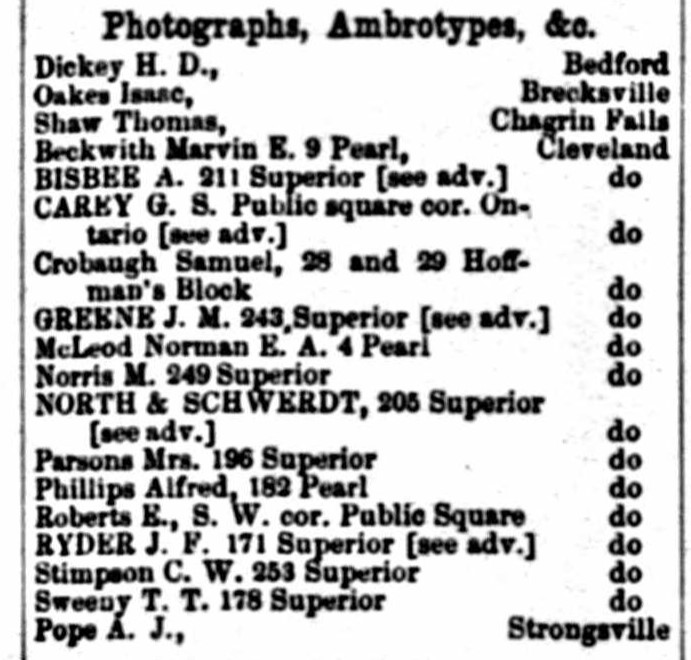 Photographs, Ambrotypes, &c.
Dickey H. D., Bedford
Oakes Isaac, Brecksville
Shaw Thomas, Chagrin Falls
Beckwith Marvin E. 9 Pearl, Cleveland
BISBEE A. 211 Superior [see adv.] do
CAREY G. S. Public square cor. On-
tario [see adv.] do
Crobaugh Samuel, 28 and 29 Hoff-
man's Block do
GREENE J. M. 243, Superior [see adv.] do
McLeod Norman E. A. 4 Pearl do
Norris M. 249 Superior do
NORTH & SCHWERDT, 205 Superior
[see adv.] do
Parsons Mrs. 196 Superior do
Phillips Alfred, 182 Pearl do
Roberts E., S. W. cor. Public Square do
RYDER J. F. 171 Superior [see adv.] do
Stimpson C. W. 253 Superior do
Sweeny T. T. 178 Superior do
Pope A. J., Strongsville